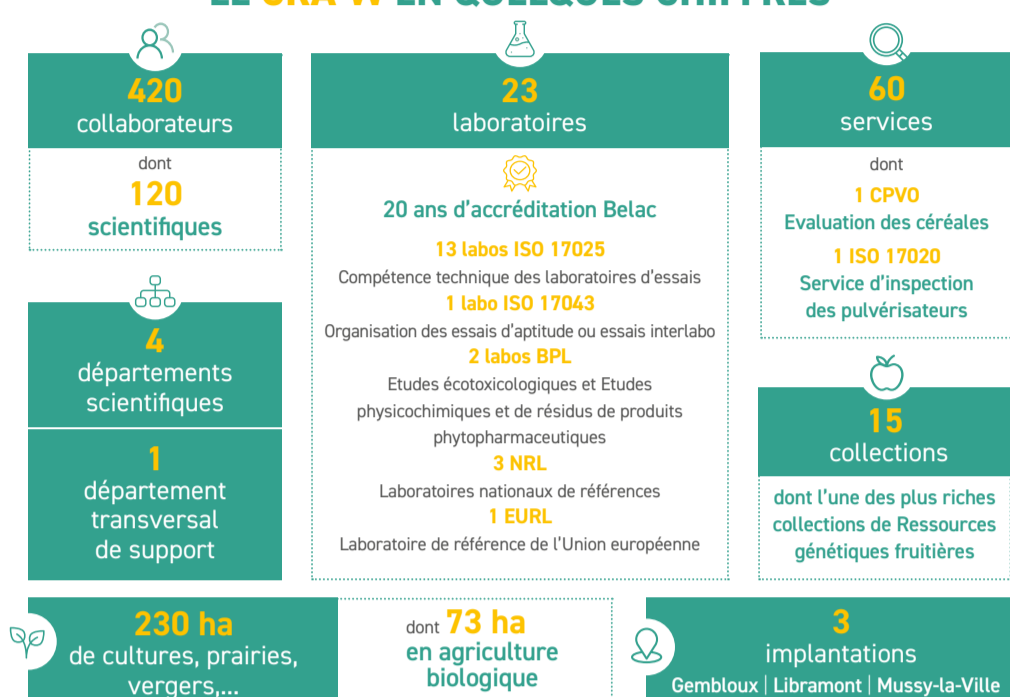 LE CRA-W EN QUELQUES CHIFFRES
420
collaborateurs
dont
120
scientifiques
4
départements
scientifiques
1
département
transversal
de support
23
laboratoires
20 ans d’accréditation Belac
13 labos ISO 17025
Compétence technique des laboratoires d’essais
1 labo ISO 17043
Organisation des essais d’aptitude ou essais interlabo
2 labos BPL
Etudes écotoxicologiques et Etudes
physicochimiques et de résidus de produits
phytopharmaceutiques
3 NRL
Laboratoires nationaux de références
1 EURL
Laboratoire de référence de l’Union européenne
60
services
dont
1 CPVO
Evaluation des céréales
1 ISO 17020
Service d’inspection
des pulvérisateurs
15
collections
dont l’une des plus riches
collections de Ressources
génétiques fruitières
230 ha
de cultures, prairies,
vergers,...
dont 73 ha
en agriculture
biologique
3
implantations
Gembloux | Libramont | Mussy-la-Ville